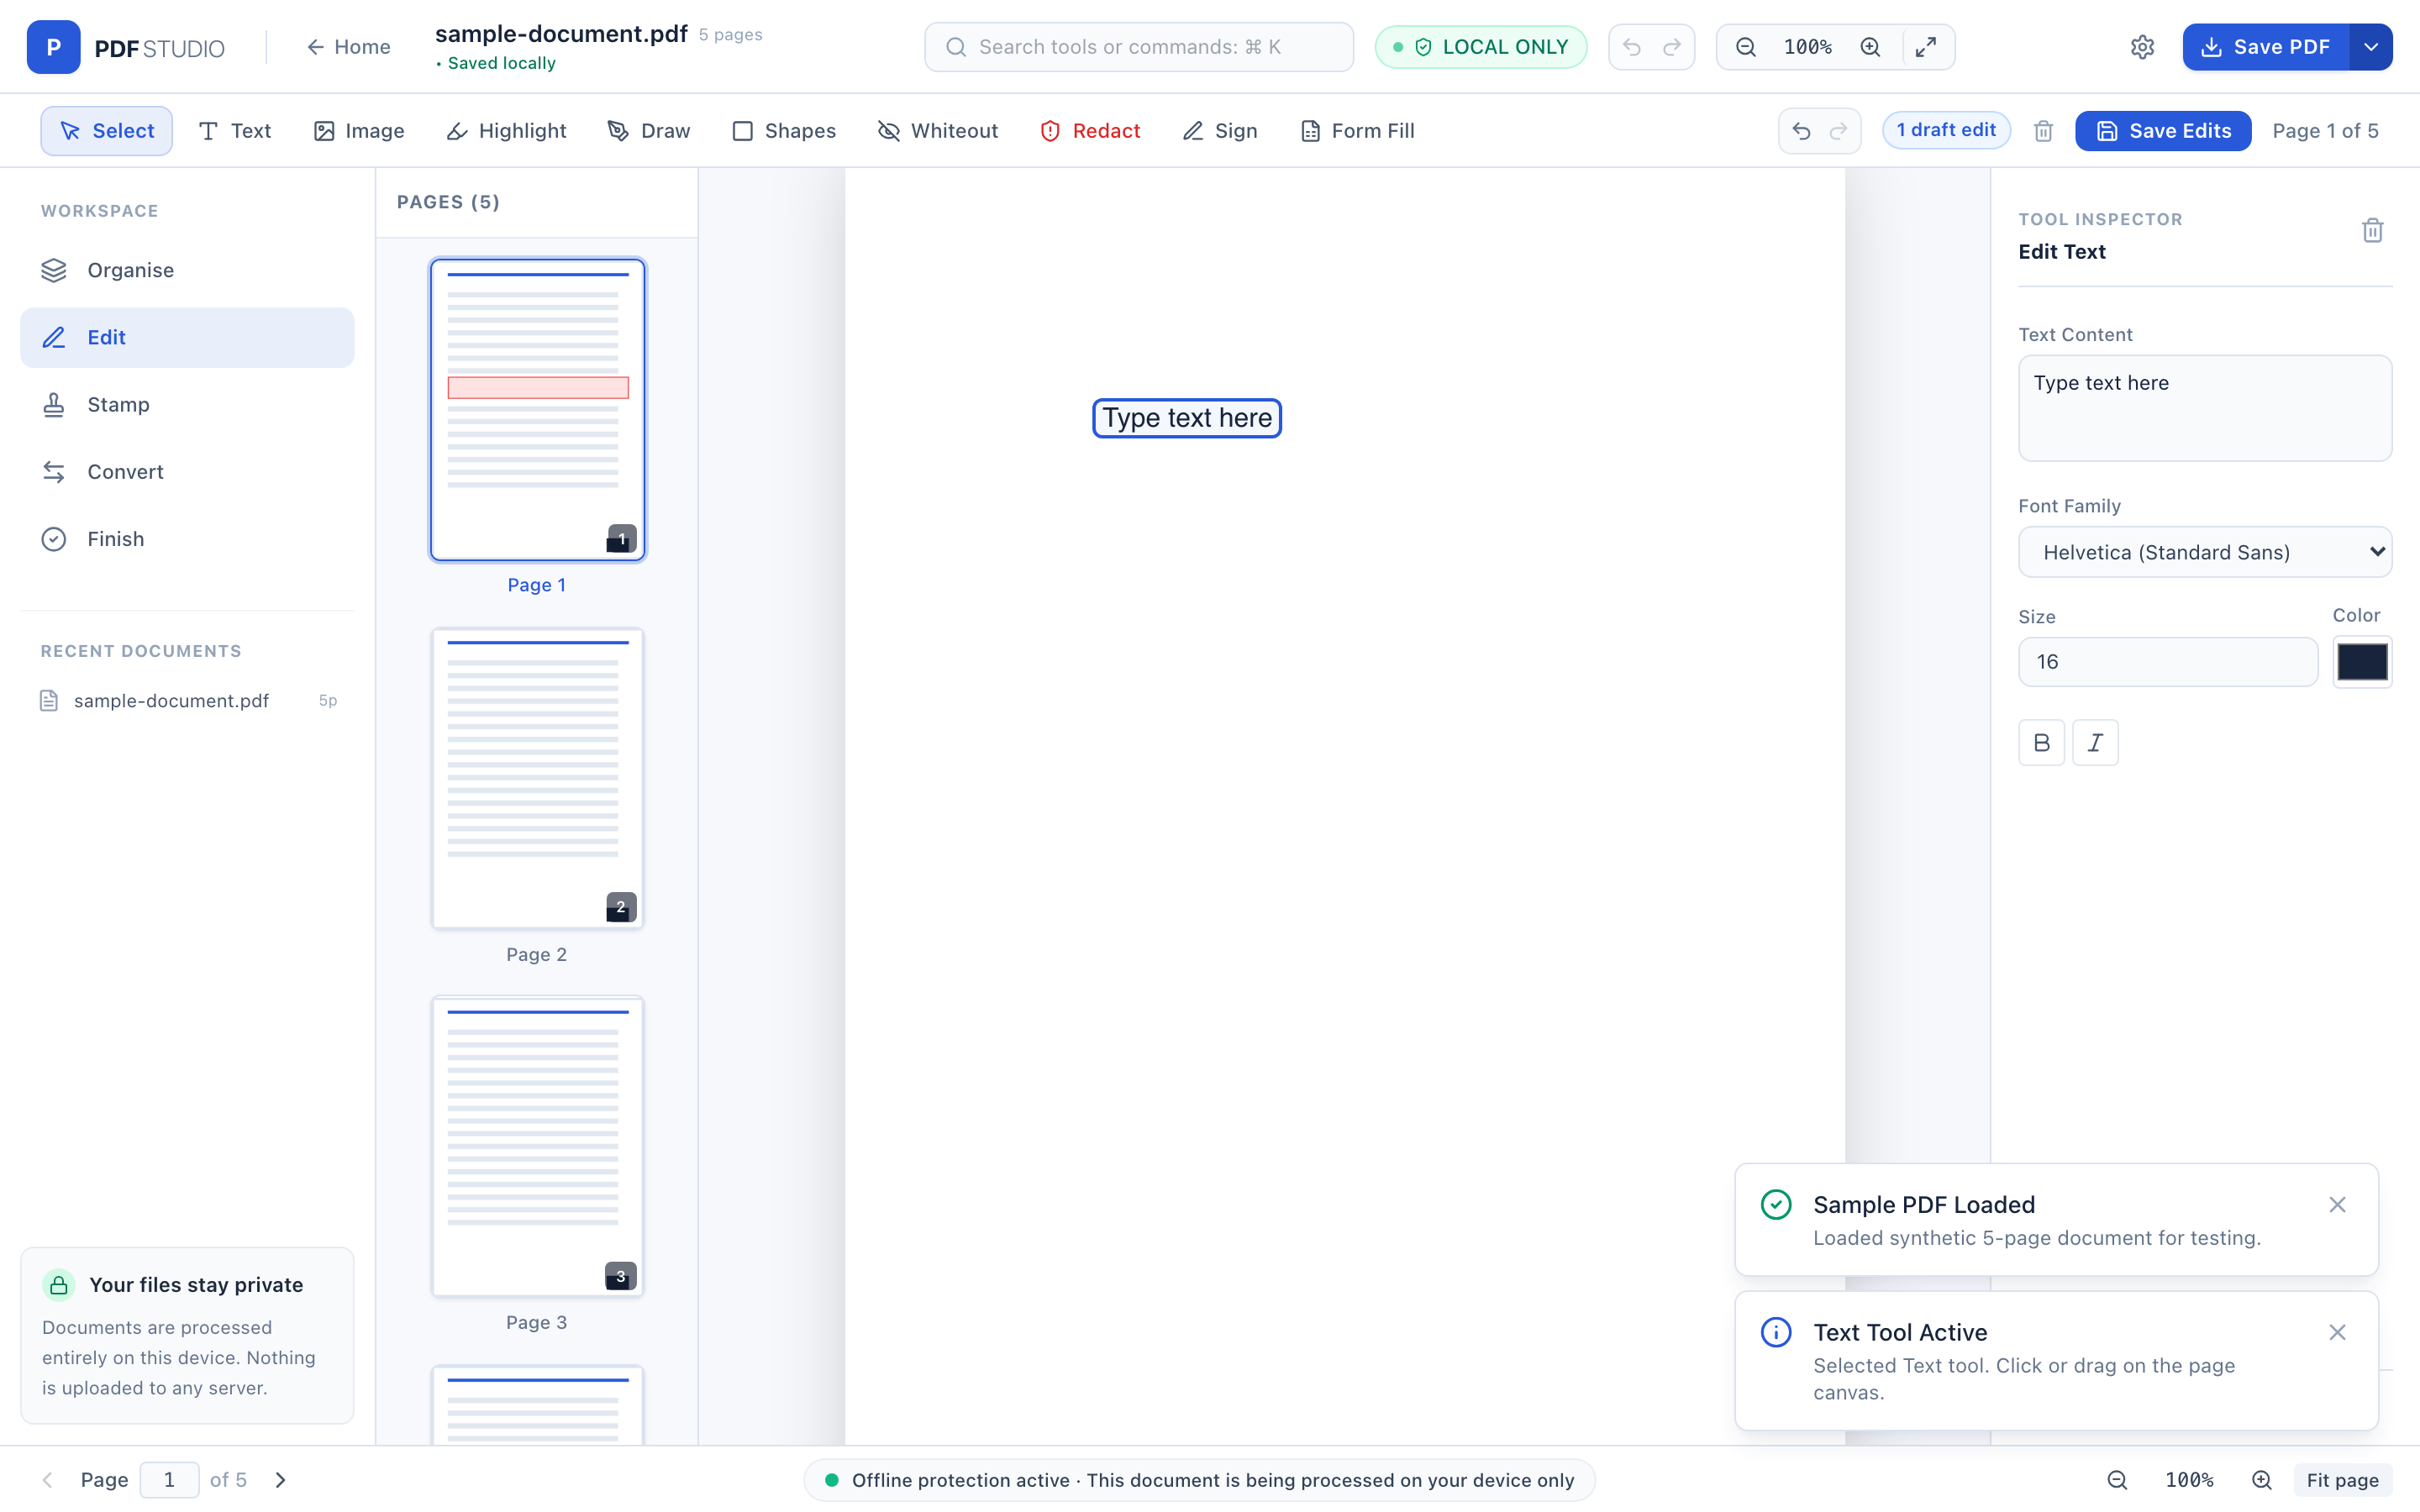 P PDF STUDIO
Home
sample-document.pdf 5 pages
• Saved locally
Search tools or commands: ⌘ K
LOCAL ONLY
100%
Save PDF
Select
Text
Image
Highlight
Draw
Shapes
Whiteout
Redact
Sign
Form Fill
1 draft edit
Save Edits
Page 1 of 5
WORKSPACE
Organise
Edit
Stamp
Convert
Finish
RECENT DOCUMENTS
sample-document.pdf 5p
Your files stay private
Documents are processed
entirely on this device. Nothing
is uploaded to any server.
PAGES (5)
1
Page 1
2
Page 2
3
Page 3
Type text here
TOOL INSPECTOR
Edit Text
Text Content
Type text here
Font Family
Helvetica (Standard Sans)
Size
Color
16
B I
Sample PDF Loaded
Loaded synthetic 5-page document for testing.
Text Tool Active
Selected Text tool. Click or drag on the page
canvas.
Page 1 of 5
Offline protection active · This document is being processed on your device only
100%
Fit page